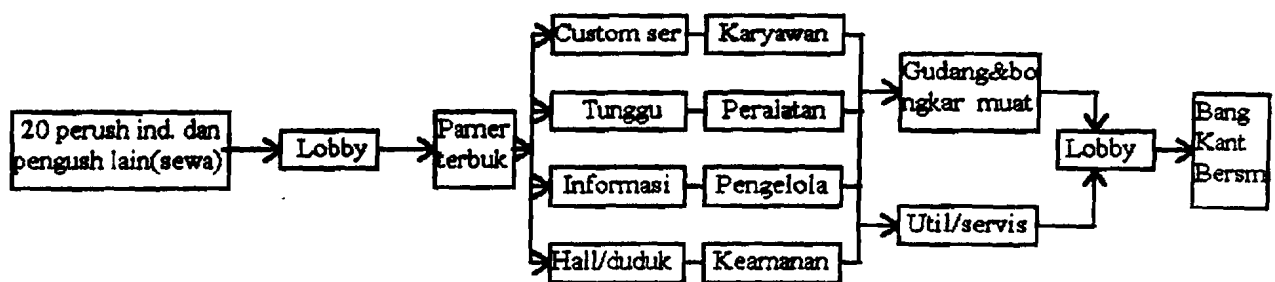 20 perush ind. dan
pengush lain(sewa)
Lobby
Pamer
terbuk
Custom ser
Karyawan
Tunggu
Peralatan
Informasi
Pengelola
Hall/duduk
Keamanan
Gudang&bo
ngkar muat
Util/servis
Lobby
Bang
Kant
Bersm